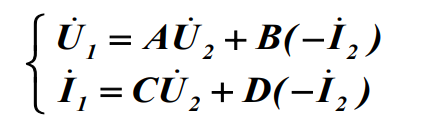 U̇₁ = AU̇₂ + B(−İ₂)
İ₁ = CU̇₂ + D(−İ₂)